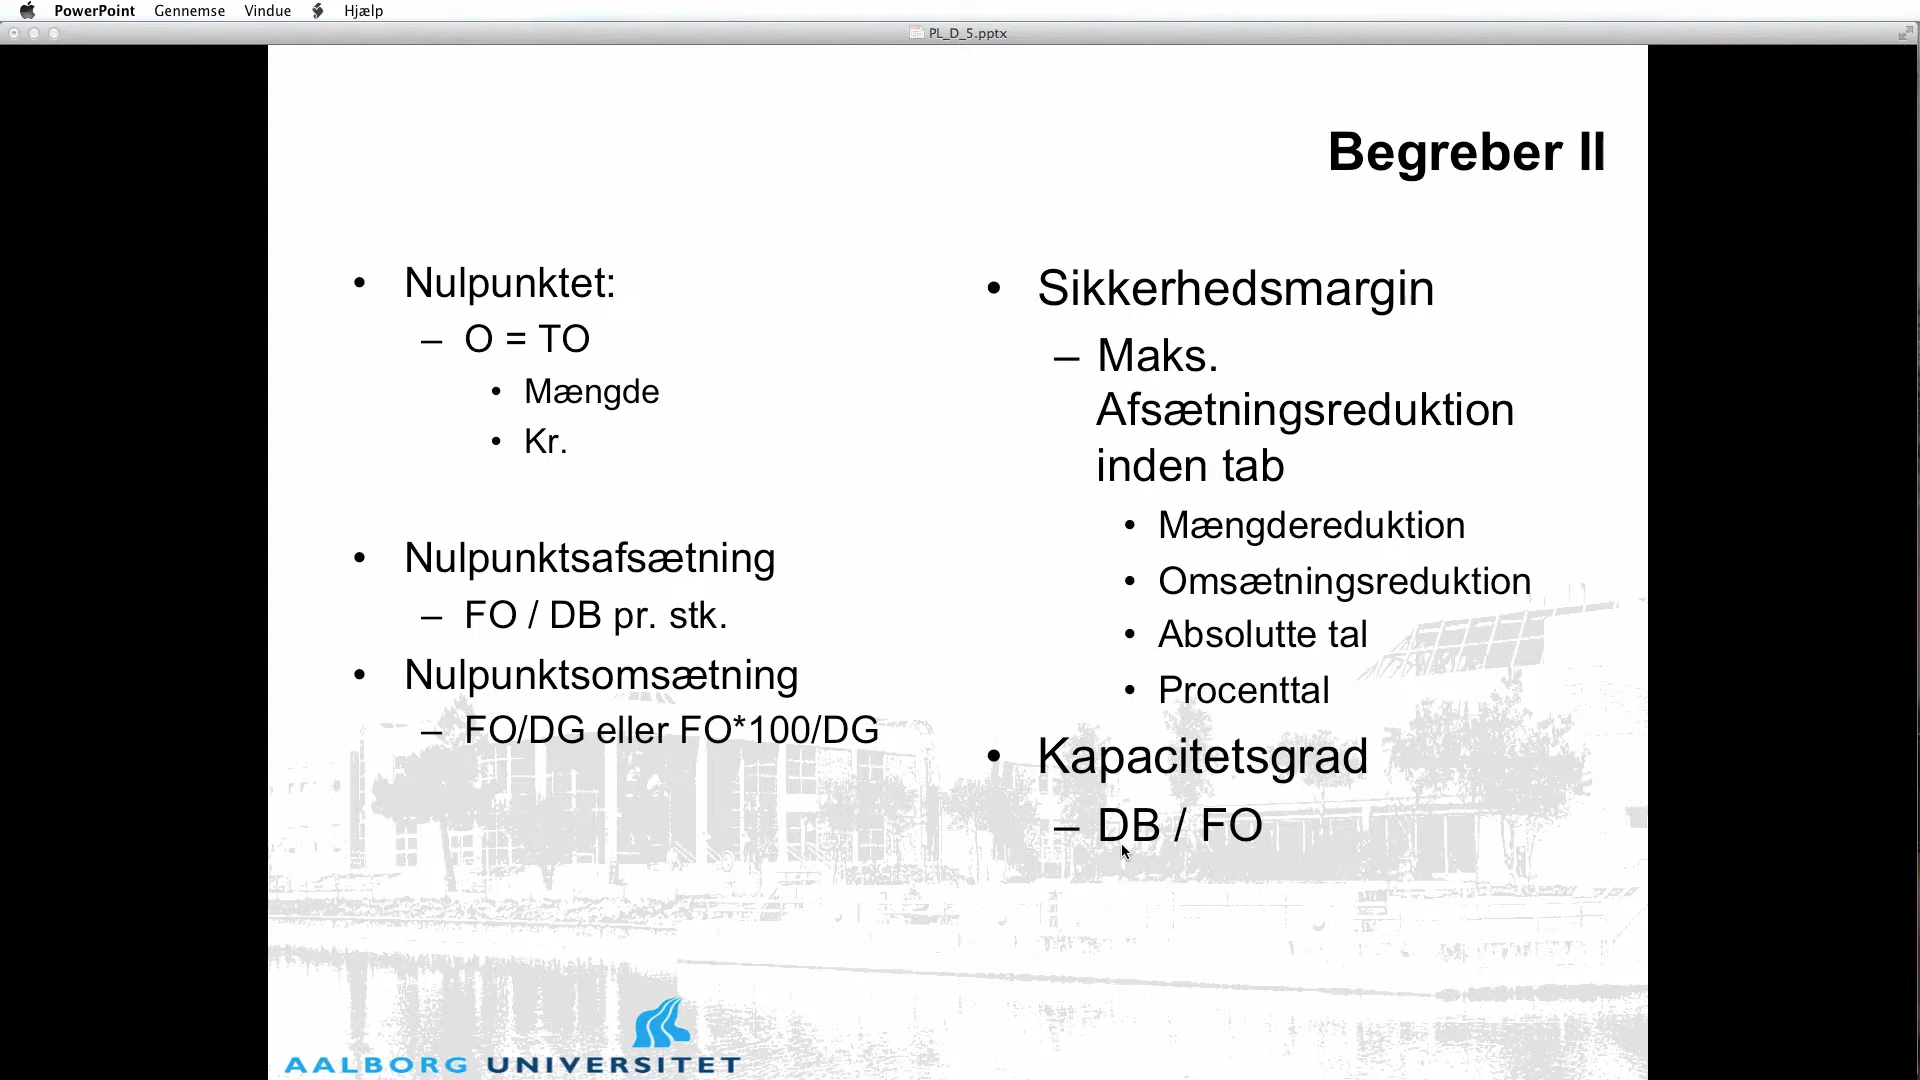 PowerPoint Gennemse Vindue Hjælp
PL_D_5.pptx
Begreber II
• Nulpunktet:
– O = TO
• Mængde
• Kr.
• Nulpunktsafsætning
– FO / DB pr. stk.
• Nulpunktsomsætning
– FO/DG eller FO*100/DG
• Sikkerhedsmargin
– Maks.
Afsætningsreduktion
inden tab
• Mængdereduktion
• Omsætningsreduktion
• Absolutte tal
• Procenttal
• Kapacitetsgrad
– DB / FO
AALBORG UNIVERSITET